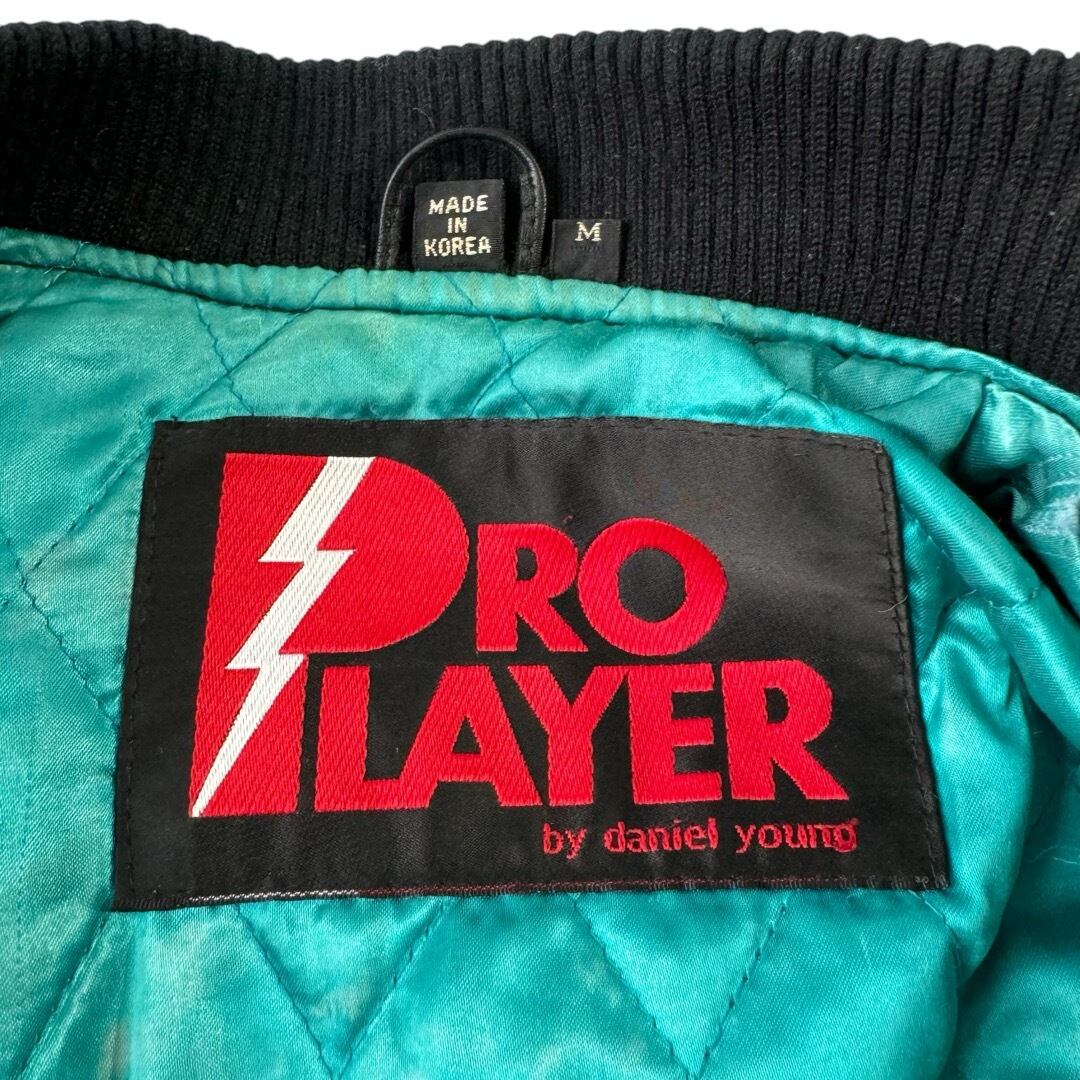 MADE
IN
KOREA
M
PRO
PLAYER
by daniel young